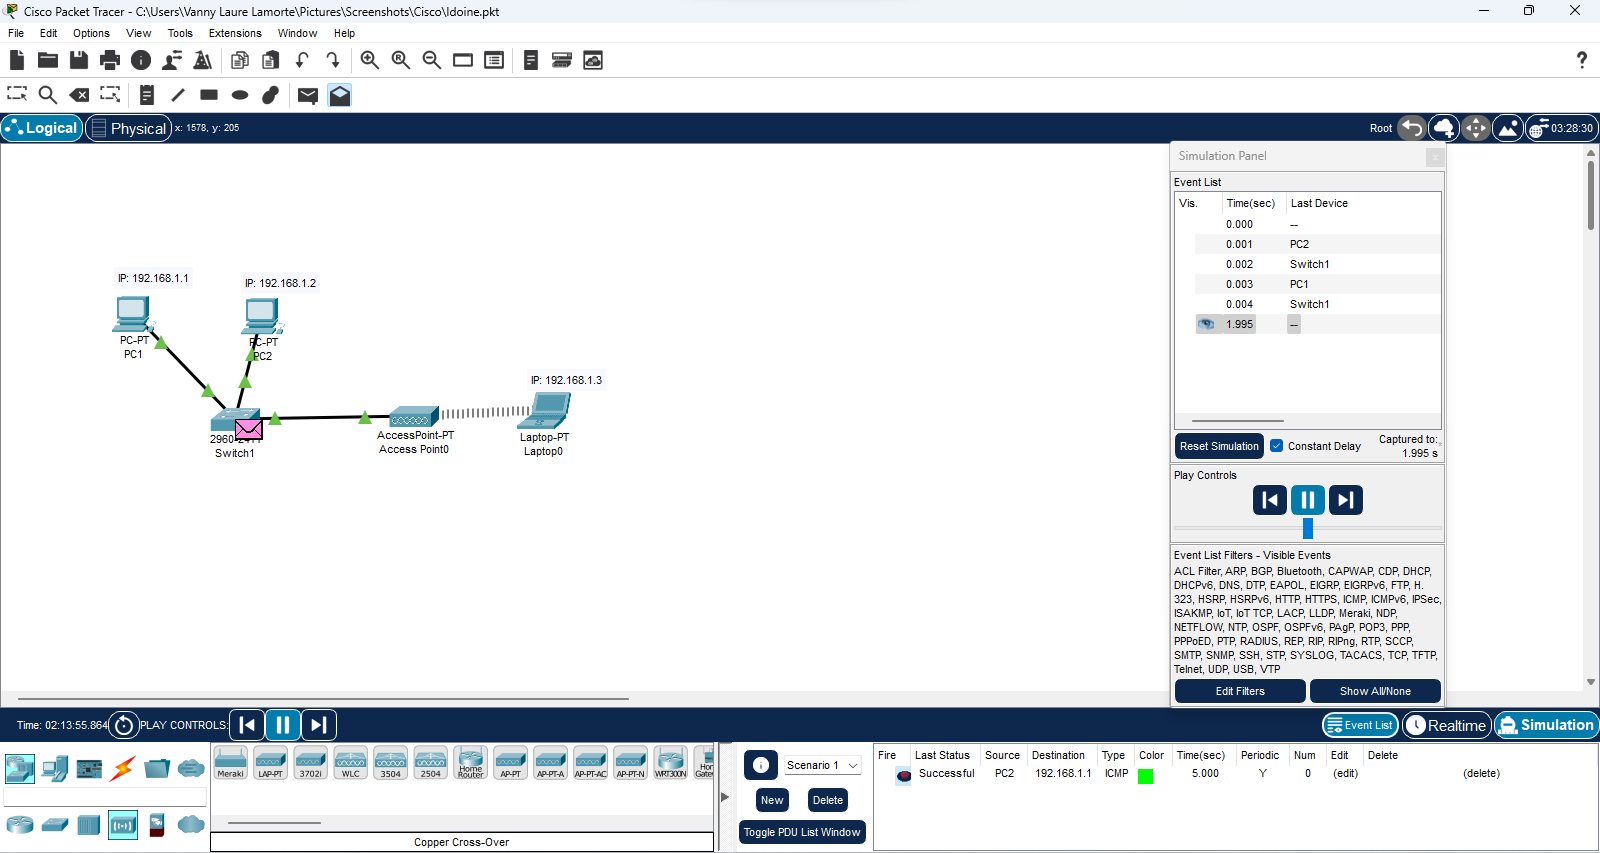 Cisco Packet Tracer - C:\Users\Vanny Laure Lamorte\Pictures\Screenshots\Cisco\Idoine.pkt
File Edit Options View Tools Extensions Window Help
Logical Physical x: 1578, y: 205 Root 03:28:30
Simulation Panel
Event List
Vis. Time(sec) Last Device
0.000 --
0.001 PC2
0.002 Switch1
0.003 PC1
0.004 Switch1
1.995 --
Reset Simulation Constant Delay Captured to:
1.995 s
Play Controls
Event List Filters - Visible Events
ACL Filter, ARP, BGP, Bluetooth, CAPWAP, CDP, DHCP,
DHCPv6, DNS, DTP, EAPOL, EIGRP, EIGRPv6, FTP, H.
323, HSRP, HSRPv6, HTTP, HTTPS, ICMP, ICMPv6, IPSec,
ISAKMP, IoT, IoT TCP, LACP, LLDP, Meraki, NDP,
NETFLOW, NTP, OSPF, OSPFv6, PAgP, POP3, PPP,
PPPoED, PTP, RADIUS, REP, RIP, RIPng, RTP, SCCP,
SMTP, SNMP, SSH, STP, SYSLOG, TACACS, TCP, TFTP,
Telnet, UDP, USB, VTP
Edit Filters Show All/None
IP: 192.168.1.1
IP: 192.168.1.2
PC-PT
PC1
PC-PT
PC2
IP: 192.168.1.3
Switch1
AccessPoint-PT
Access Point0
Laptop-PT
Laptop0
Time: 02:13:55.864 PLAY CONTROLS: Event List Realtime Simulation
Meraki LAP-PT 3702i WLC 3504 2504 Home Router AP-PT AP-PT-A AP-PT-AC AP-PT-N WRT300N
Copper Cross-Over
Scenario 1
New Delete
Toggle PDU List Window
Fire Last Status Source Destination Type Color Time(sec) Periodic Num Edit Delete
Successful PC2 192.168.1.1 ICMP 5.000 Y 0 (edit) (delete)